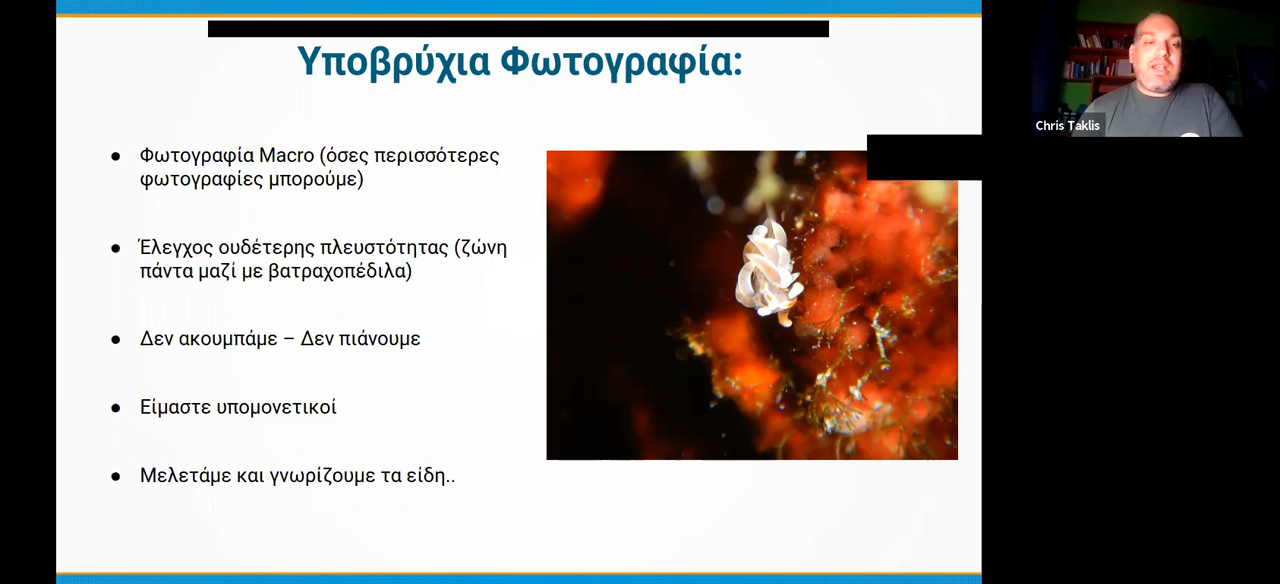 Υποβρύχια Φωτογραφία:
● Φωτογραφία Macro (όσες περισσότερες
φωτογραφίες μπορούμε)
● Έλεγχος ουδέτερης πλευστότητας (ζώνη
πάντα μαζί με βατραχοπέδιλα)
● Δεν ακουμπάμε – Δεν πιάνουμε
● Είμαστε υπομονετικοί
● Μελετάμε και γνωρίζουμε τα είδη..
Chris Taklis